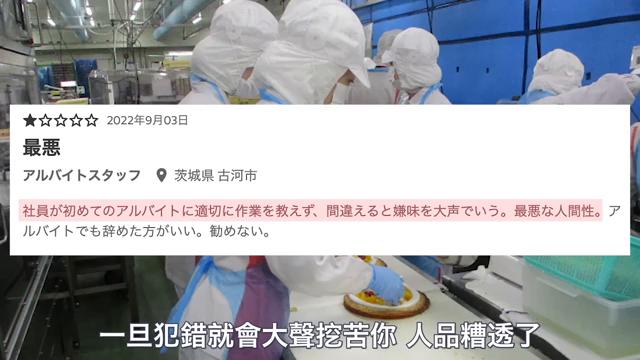 ★☆☆☆☆ 2022年9月03日
最悪
アルバイトスタッフ 茨城県 古河市
社員が初めてのアルバイトに適切に作業を教えず、間違えると嫌味を大声でいう。最悪な人間性。ア
ルバイトでも辞めた方がいい。勧めない。
一旦犯錯就會大聲挖苦你 人品糟透了